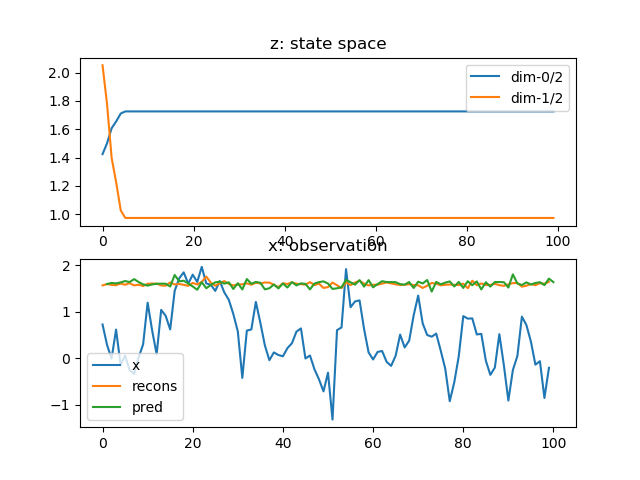 z: state space
2.0
1.8
1.6
1.4
1.2
1.0
dim-0/2
dim-1/2
0 20 40 60 80 100
x: observation
2
1
0
−1
x
recons
pred
0 20 40 60 80 100